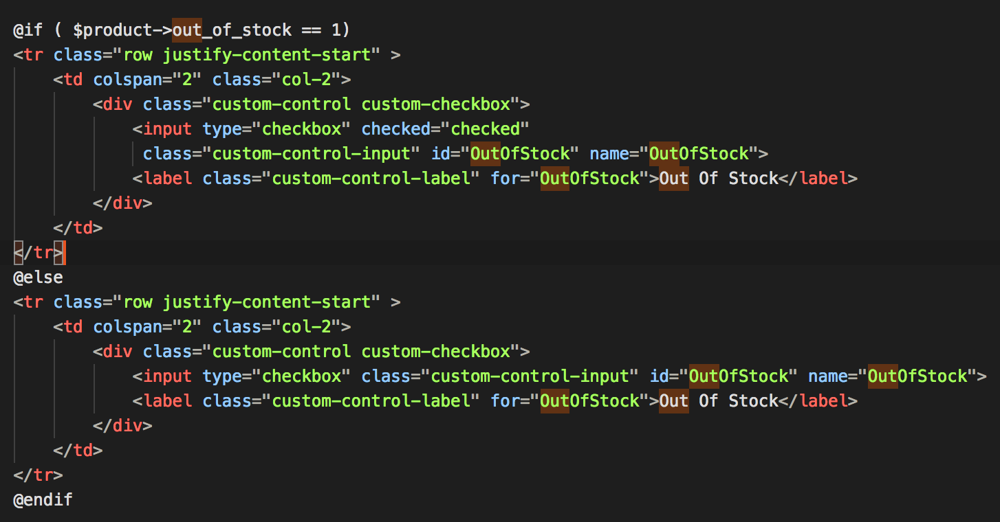 @if ( $product->out_of_stock == 1)
<tr class="row justify-content-start" >
    <td colspan="2" class="col-2">
        <div class="custom-control custom-checkbox">
            <input type="checkbox" checked="checked"
             class="custom-control-input" id="OutOfStock" name="OutOfStock">
            <label class="custom-control-label" for="OutOfStock">Out Of Stock</label>
        </div>
    </td>
</tr>
@else
<tr class="row justify-content-start" >
    <td colspan="2" class="col-2">
        <div class="custom-control custom-checkbox">
            <input type="checkbox" class="custom-control-input" id="OutOfStock" name="OutOfStock">
            <label class="custom-control-label" for="OutOfStock">Out Of Stock</label>
        </div>
    </td>
</tr>
@endif